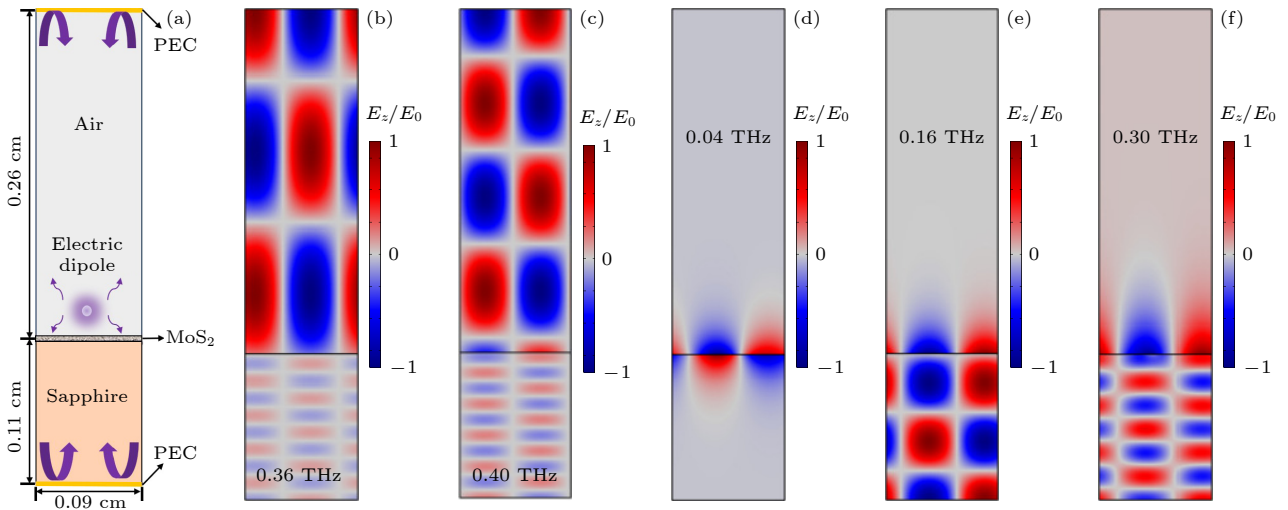 (a)
PEC
Air
0.26 cm
Electric
dipole
MoS2
Sapphire
0.11 cm
PEC
0.09 cm
(b)
0.36 THz
Ez/E0
1
0
−1
(c)
0.40 THz
Ez/E0
1
0
−1
(d)
0.04 THz
Ez/E0
1
0
−1
(e)
0.16 THz
Ez/E0
1
0
−1
(f)
0.30 THz
Ez/E0
1
0
−1